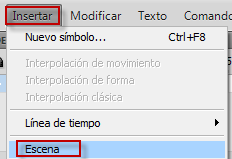 Insertar Modificar Texto Comando
Nuevo símbolo... Ctrl+F8
Interpolación de movimiento
Interpolación de forma
Interpolación clásica
Línea de tiempo
Escena